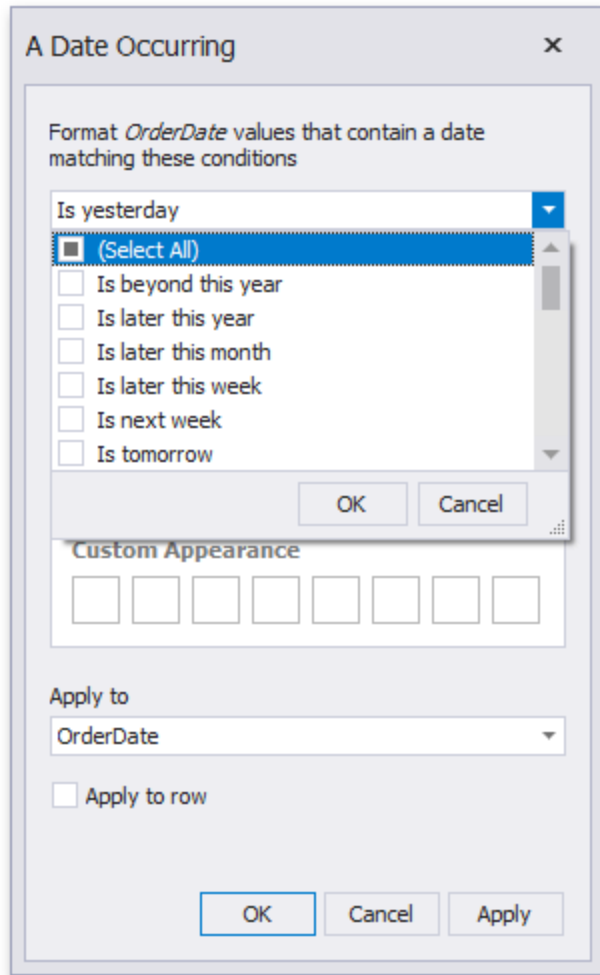 A Date Occurring
Format OrderDate values that contain a date
matching these conditions
Is yesterday
(Select All)
Is beyond this year
Is later this year
Is later this month
Is later this week
Is next week
Is tomorrow
OK Cancel
Custom Appearance
Apply to
OrderDate
Apply to row
OK Cancel Apply